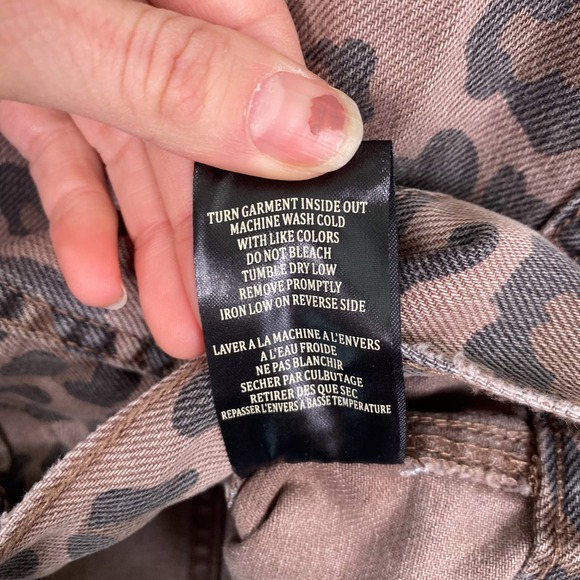 TURN GARMENT INSIDE OUT
MACHINE WASH COLD
WITH LIKE COLORS
DO NOT BLEACH
TUMBLE DRY LOW
REMOVE PROMPTLY
IRON LOW ON REVERSE SIDE
LAVER A LA MACHINE A L'ENVERS
A L'EAU FROIDE
NE PAS BLANCHIR
SECHER PAR CULBUTAGE
RETIRER DES QUE SEC
REPASSER L'ENVERS A BASSE TEMPERATURE